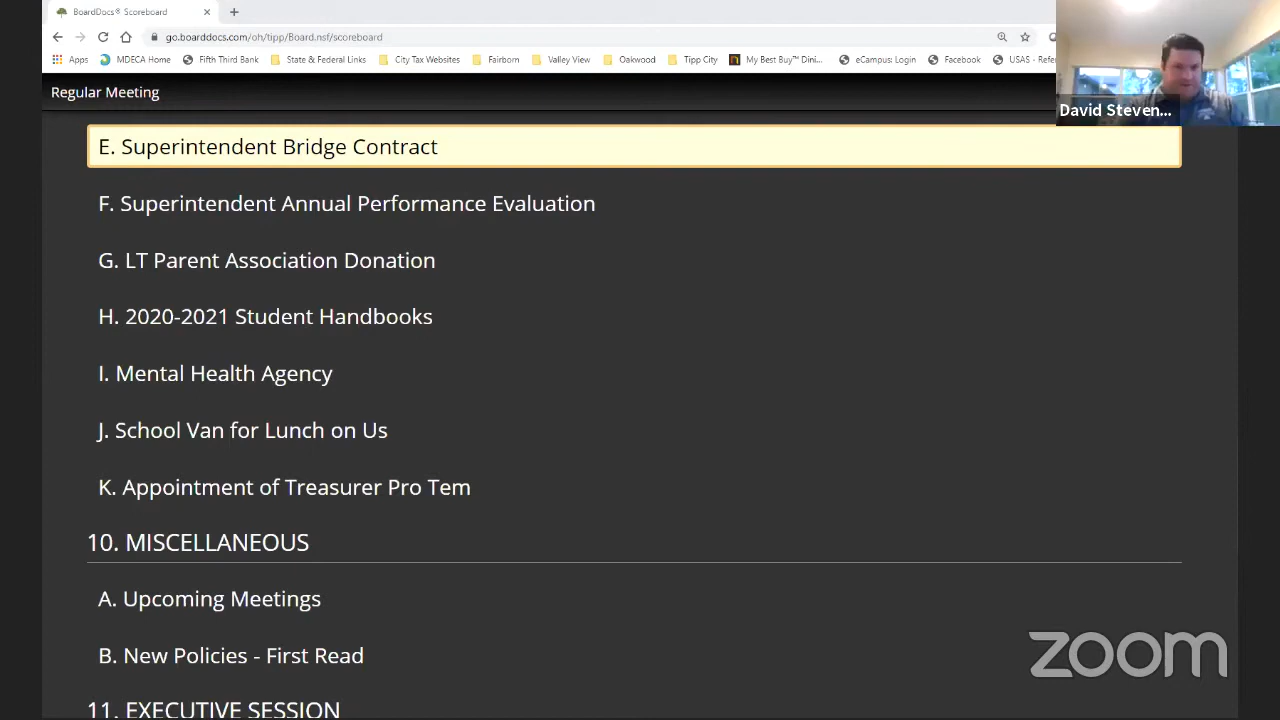 BoardDocs® Scoreboard
go.boarddocs.com/oh/tipp/Board.nsf/scoreboard
Apps MDECA Home Fifth Third Bank State & Federal Links City Tax Websites Fairborn Valley View Oakwood Tipp City My Best Buy™ Dini... eCampus: Login Facebook USAS - Refe
Regular Meeting
David Steven...
E. Superintendent Bridge Contract
F. Superintendent Annual Performance Evaluation
G. LT Parent Association Donation
H. 2020-2021 Student Handbooks
I. Mental Health Agency
J. School Van for Lunch on Us
K. Appointment of Treasurer Pro Tem
10. MISCELLANEOUS
A. Upcoming Meetings
B. New Policies - First Read
zoom
11. EXECUTIVE SESSION